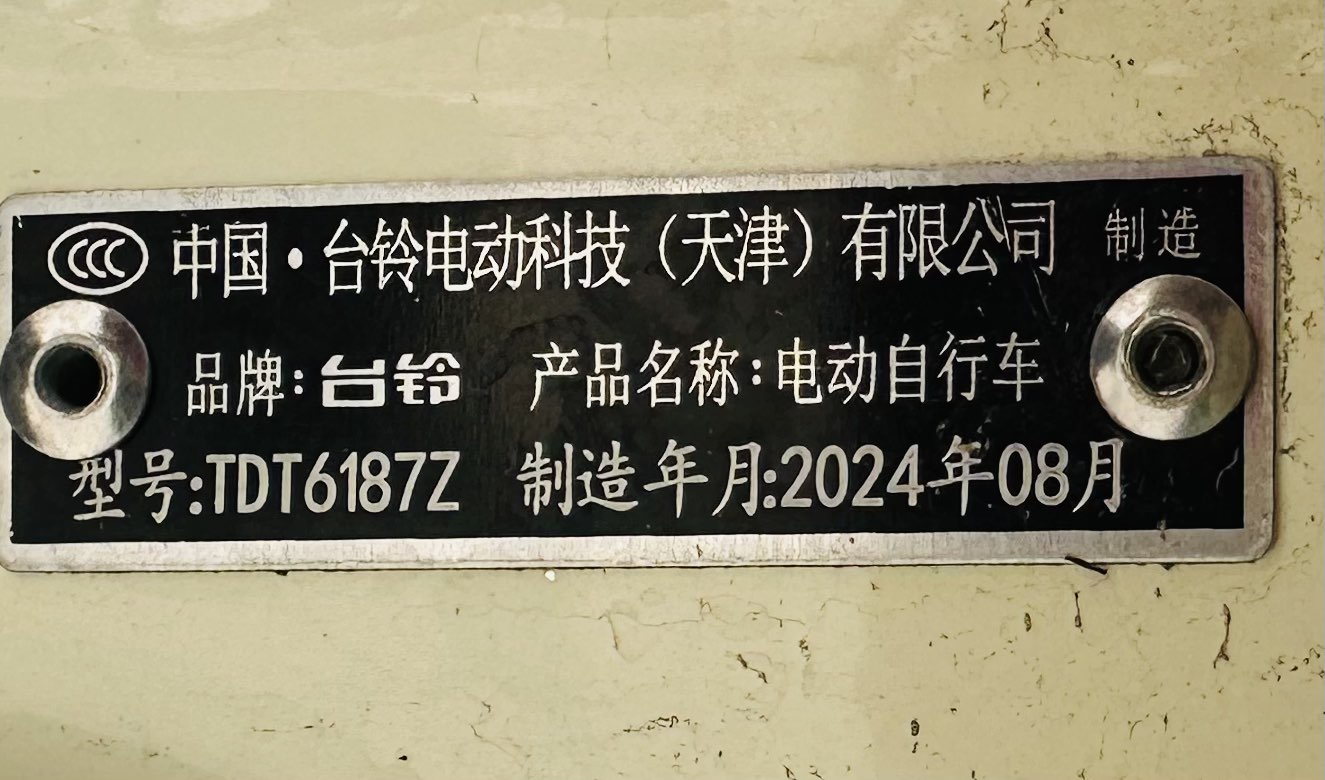 CCC 中国·台铃电动科技（天津）有限公司 制造
品牌:台铃 产品名称:电动自行车
型号:TDT6187Z 制造年月:2024年08月